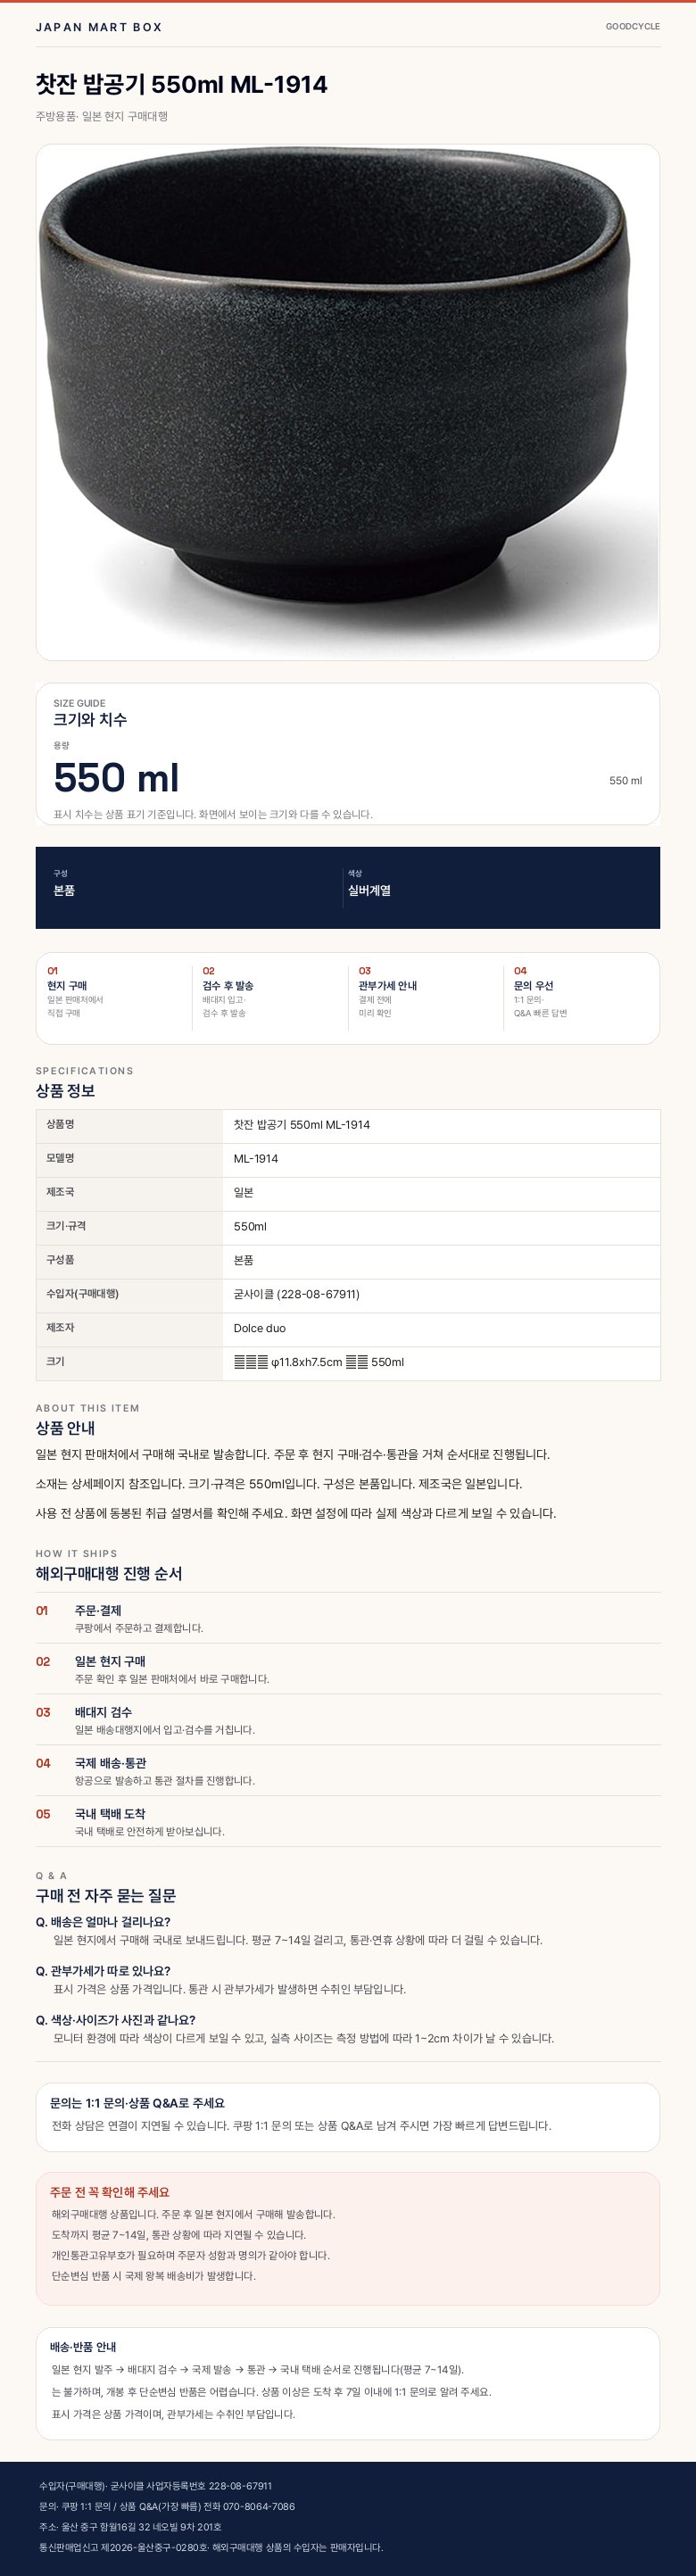 JAPAN MART BOX
GOODCYCLE
찻잔 밥공기 550ml ML-1914
주방용품· 일본 현지 구매대행
SIZE GUIDE
크기와 치수
용량
550 ml
550 ml
표시 치수는 상품 표기 기준입니다. 화면에서 보이는 크기와 다를 수 있습니다.
구성
본품
색상
실버계열
01
현지 구매
일본 판매처에서
직접 구매
02
검수 후 발송
배대지 입고·
검수 후 발송
03
관부가세 안내
결제 전에
미리 확인
04
문의 우선
1:1 문의·
Q&A 빠른 답변
SPECIFICATIONS
상품 정보
상품명
찻잔 밥공기 550ml ML-1914
모델명
ML-1914
제조국
일본
크기·규격
550ml
구성품
본품
수입자(구매대행)
굳사이클 (228-08-67911)
제조자
Dolce duo
크기
φ11.8xh7.5cm 550ml
ABOUT THIS ITEM
상품 안내
일본 현지 판매처에서 구매해 국내로 발송합니다. 주문 후 현지 구매·검수·통관을 거쳐 순서대로 진행됩니다.
소재는 상세페이지 참조입니다. 크기·규격은 550ml입니다. 구성은 본품입니다. 제조국은 일본입니다.
사용 전 상품에 동봉된 취급 설명서를 확인해 주세요. 화면 설정에 따라 실제 색상과 다르게 보일 수 있습니다.
HOW IT SHIPS
해외구매대행 진행 순서
01
주문·결제
쿠팡에서 주문하고 결제합니다.
02
일본 현지 구매
주문 확인 후 일본 판매처에서 바로 구매합니다.
03
배대지 검수
일본 배송대행지에서 입고·검수를 거칩니다.
04
국제 배송·통관
항공으로 발송하고 통관 절차를 진행합니다.
05
국내 택배 도착
국내 택배로 안전하게 받아보십니다.
Q & A
구매 전 자주 묻는 질문
Q. 배송은 얼마나 걸리나요?
일본 현지에서 구매해 국내로 보내드립니다. 평균 7~14일 걸리고, 통관·연휴 상황에 따라 더 걸릴 수 있습니다.
Q. 관부가세가 따로 있나요?
표시 가격은 상품 가격입니다. 통관 시 관부가세가 발생하면 수취인 부담입니다.
Q. 색상·사이즈가 사진과 같나요?
모니터 환경에 따라 색상이 다르게 보일 수 있고, 실측 사이즈는 측정 방법에 따라 1~2cm 차이가 날 수 있습니다.
문의는 1:1 문의·상품 Q&A로 주세요
전화 상담은 연결이 지연될 수 있습니다. 쿠팡 1:1 문의 또는 상품 Q&A로 남겨 주시면 가장 빠르게 답변드립니다.
주문 전 꼭 확인해 주세요
해외구매대행 상품입니다. 주문 후 일본 현지에서 구매해 발송합니다.
도착까지 평균 7~14일, 통관 상황에 따라 지연될 수 있습니다.
개인통관고유부호가 필요하며 주문자 성함과 명의가 같아야 합니다.
단순변심 반품 시 국제 왕복 배송비가 발생합니다.
배송·반품 안내
일본 현지 발주 → 배대지 검수 → 국제 발송 → 통관 → 국내 택배 순서로 진행됩니다(평균 7~14일).
는 불가하며, 개봉 후 단순변심 반품은 어렵습니다. 상품 이상은 도착 후 7일 이내에 1:1 문의로 알려 주세요.
표시 가격은 상품 가격이며, 관부가세는 수취인 부담입니다.
수입자(구매대행)· 굳사이클 사업자등록번호 228-08-67911
문의· 쿠팡 1:1 문의 / 상품 Q&A(가장 빠름) 전화 070-8064-7086
주소· 울산 중구 함월16길 32 네오빌 9차 201호
통신판매업신고 제2026-울산중구-0280호· 해외구매대행 상품의 수입자는 판매자입니다.